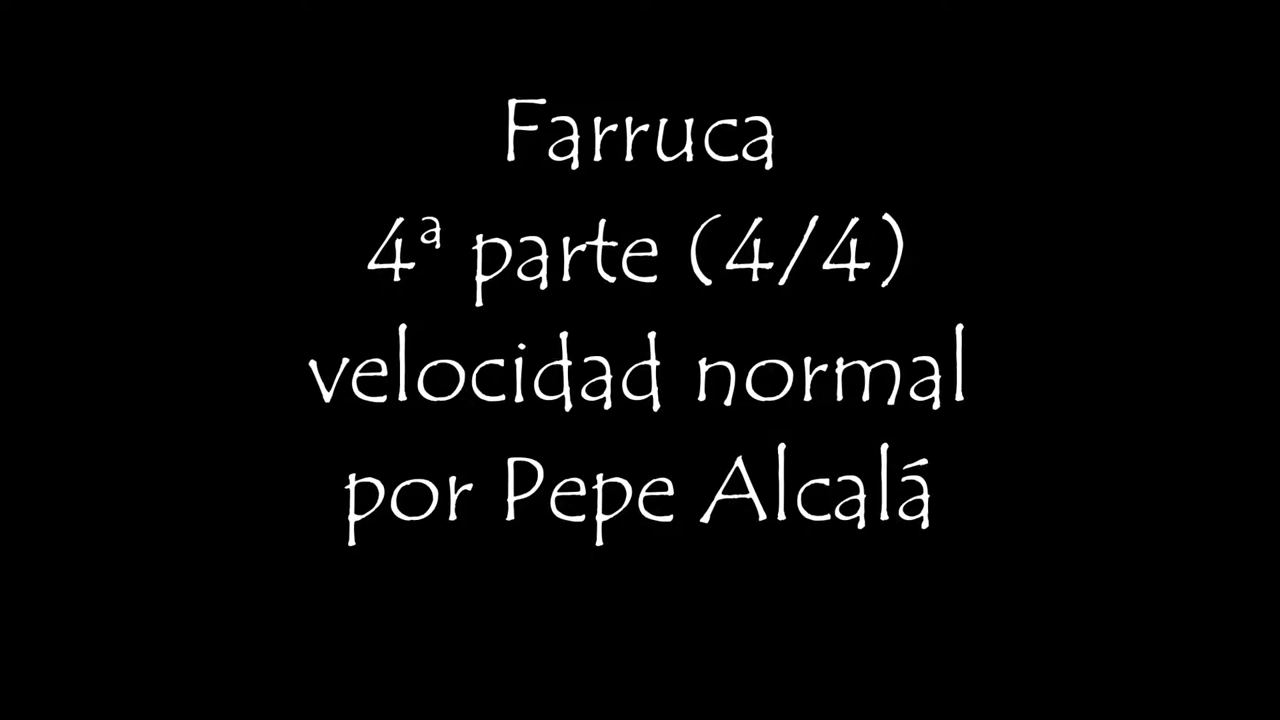 Farruca
4ª parte (4/4)
velocidad normal
por Pepe Alcalá